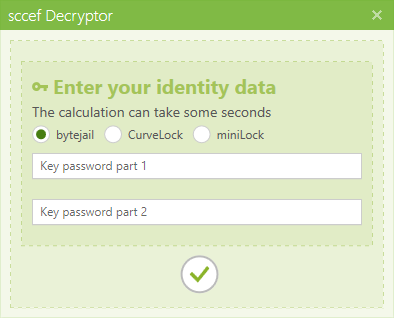 sccef Decryptor
Enter your identity data
The calculation can take some seconds
bytejail CurveLock miniLock
Key password part 1
Key password part 2